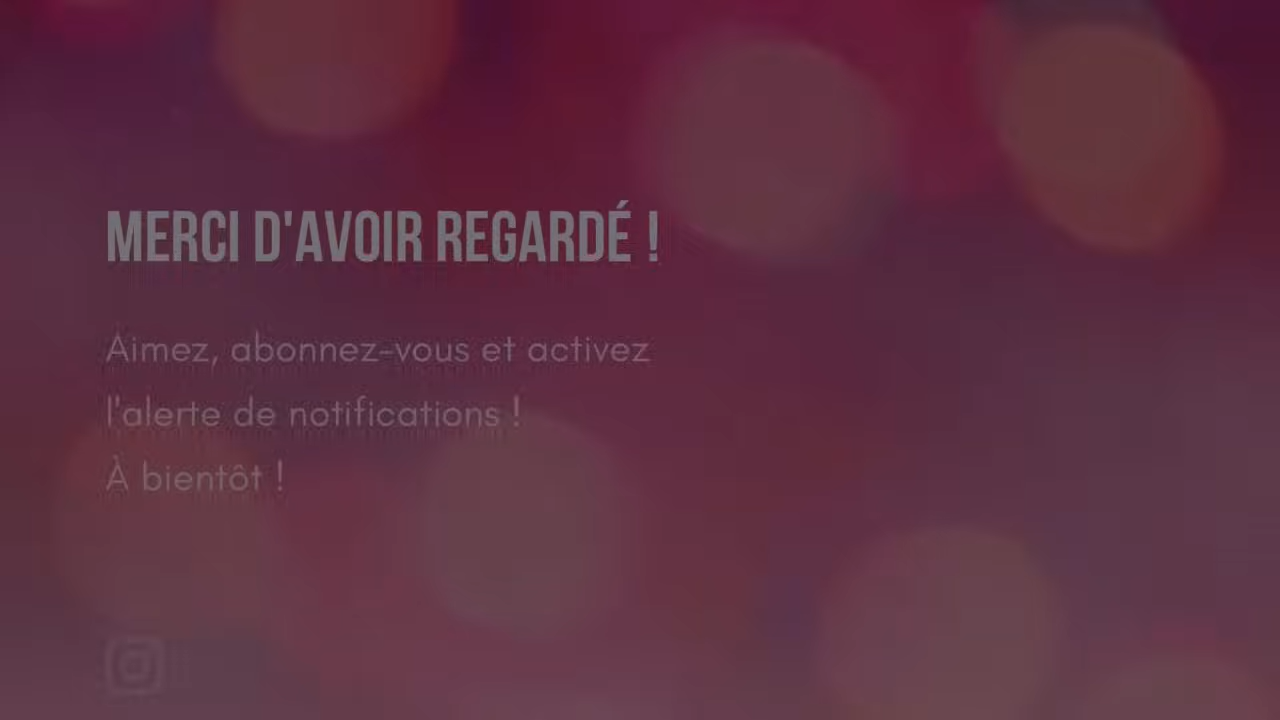 MERCI D'AVOIR REGARDÉ !
Aimez, abonnez-vous et activez
l'alerte de notifications !
À bientôt !